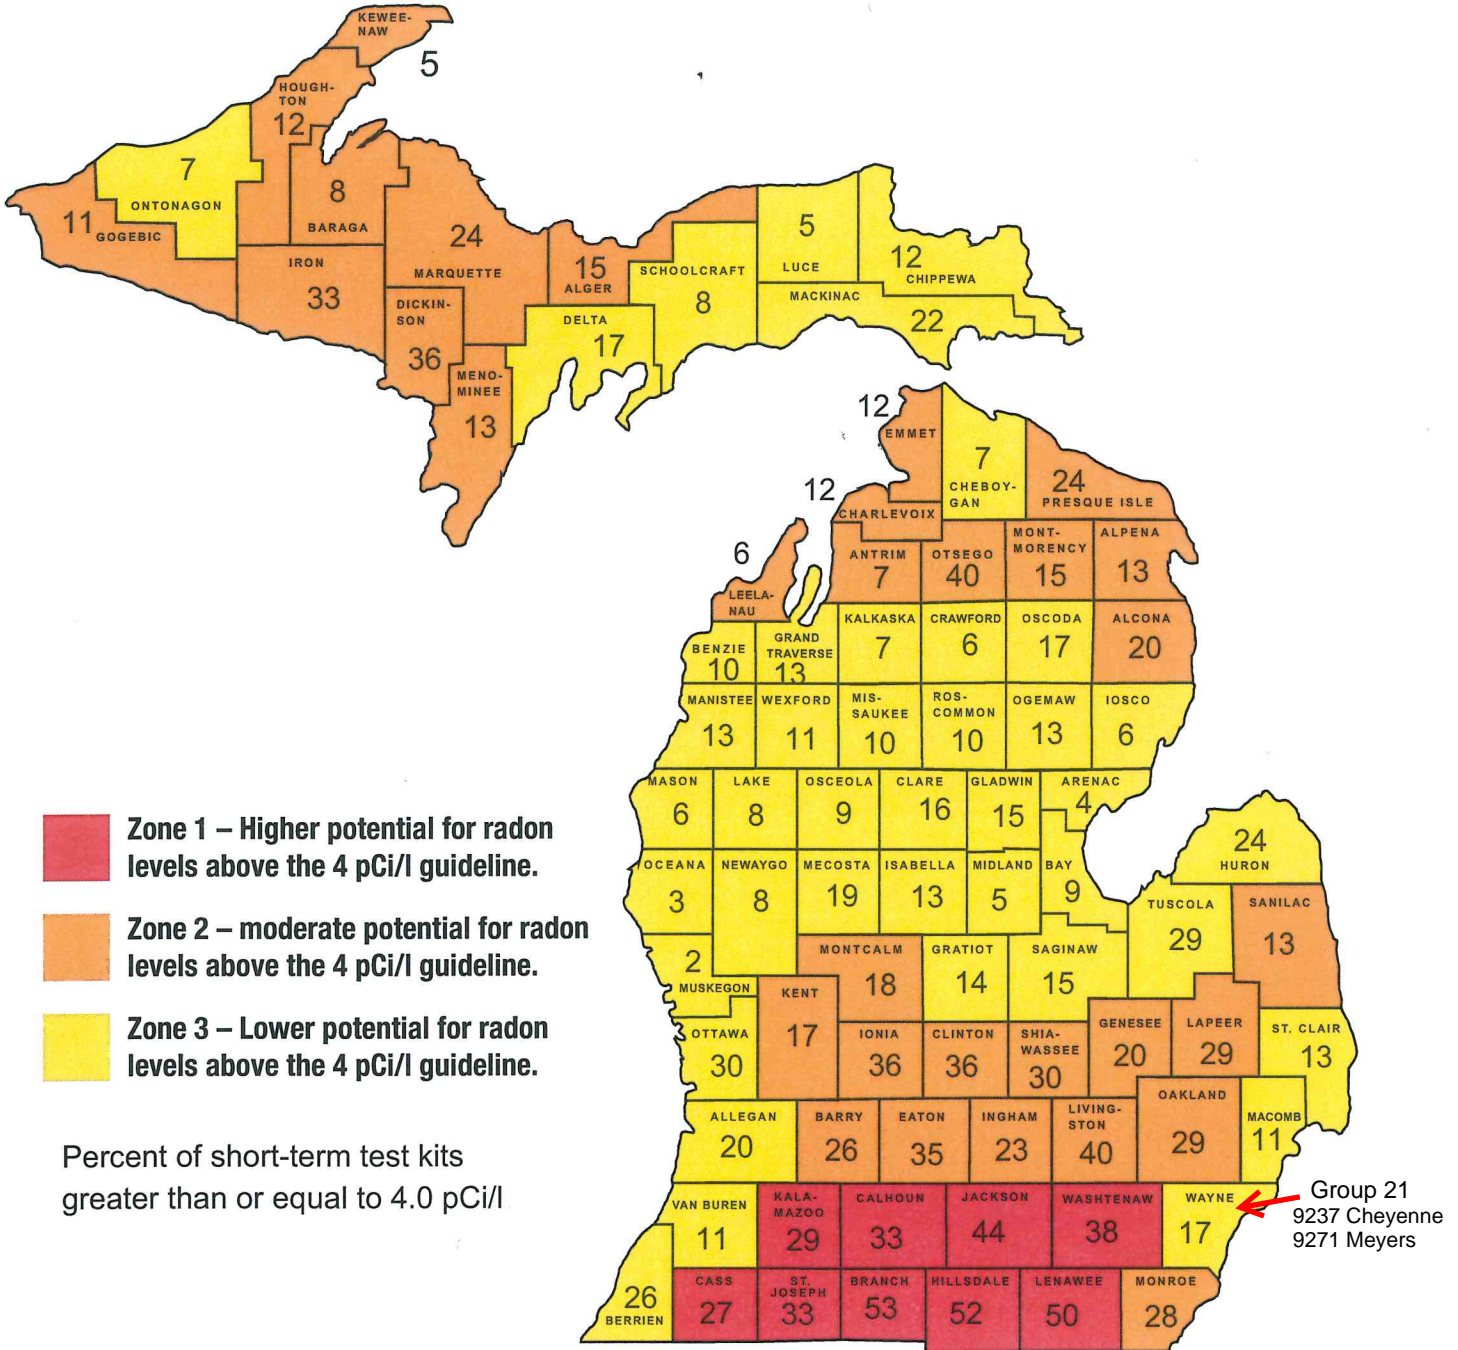 KEWEE-
NAW
5
HOUGH-
TON
12
7
ONTONAGON
8
BARAGA
11
GOGEBIC
24
MARQUETTE
IRON
33
15
ALGER
SCHOOLCRAFT
8
5
LUCE
12
CHIPPEWA
MACKINAC
22
DICKIN-
SON
36
DELTA
17
MENO-
MINEE
13
12
EMMET
7
CHEBOY-
GAN
24
PRESQUE ISLE
12
CHARLEVOIX
6
LEELA-
NAU
ANTRIM
7
OTSEGO
40
MONT-
MORENCY
15
ALPENA
13
BENZIE
10
GRAND
TRAVERSE
13
KALKASKA
7
CRAWFORD
6
OSCODA
17
ALCONA
20
MANISTEE
13
WEXFORD
11
MIS-
SAUKEE
10
ROS-
COMMON
10
OGEMAW
13
IOSCO
6
MASON
6
LAKE
8
OSCEOLA
9
CLARE
16
GLADWIN
15
ARENAC
4
OCEANA
3
NEWAYGO
8
MECOSTA
19
ISABELLA
13
MIDLAND
5
BAY
9
24
HURON
TUSCOLA
29
SANILAC
13
2
MUSKEGON
MONTCALM
18
GRATIOT
14
SAGINAW
15
KENT
17
OTTAWA
30
IONIA
36
CLINTON
36
SHIA-
WASSEE
30
GENESEE
20
LAPEER
29
ST. CLAIR
13
ALLEGAN
20
BARRY
26
EATON
35
INGHAM
23
LIVING-
STON
40
OAKLAND
29
MACOMB
11
VAN BUREN
11
KALA-
MAZOO
29
CALHOUN
33
JACKSON
44
WASHTENAW
38
WAYNE
17
26
BERRIEN
CASS
27
ST.
JOSEPH
33
BRANCH
53
HILLSDALE
52
LENAWEE
50
MONROE
28
Group 21
9237 Cheyenne
9271 Meyers
Zone 1 – Higher potential for radon
levels above the 4 pCi/l guideline.
Zone 2 – moderate potential for radon
levels above the 4 pCi/l guideline.
Zone 3 – Lower potential for radon
levels above the 4 pCi/l guideline.
Percent of short-term test kits
greater than or equal to 4.0 pCi/l